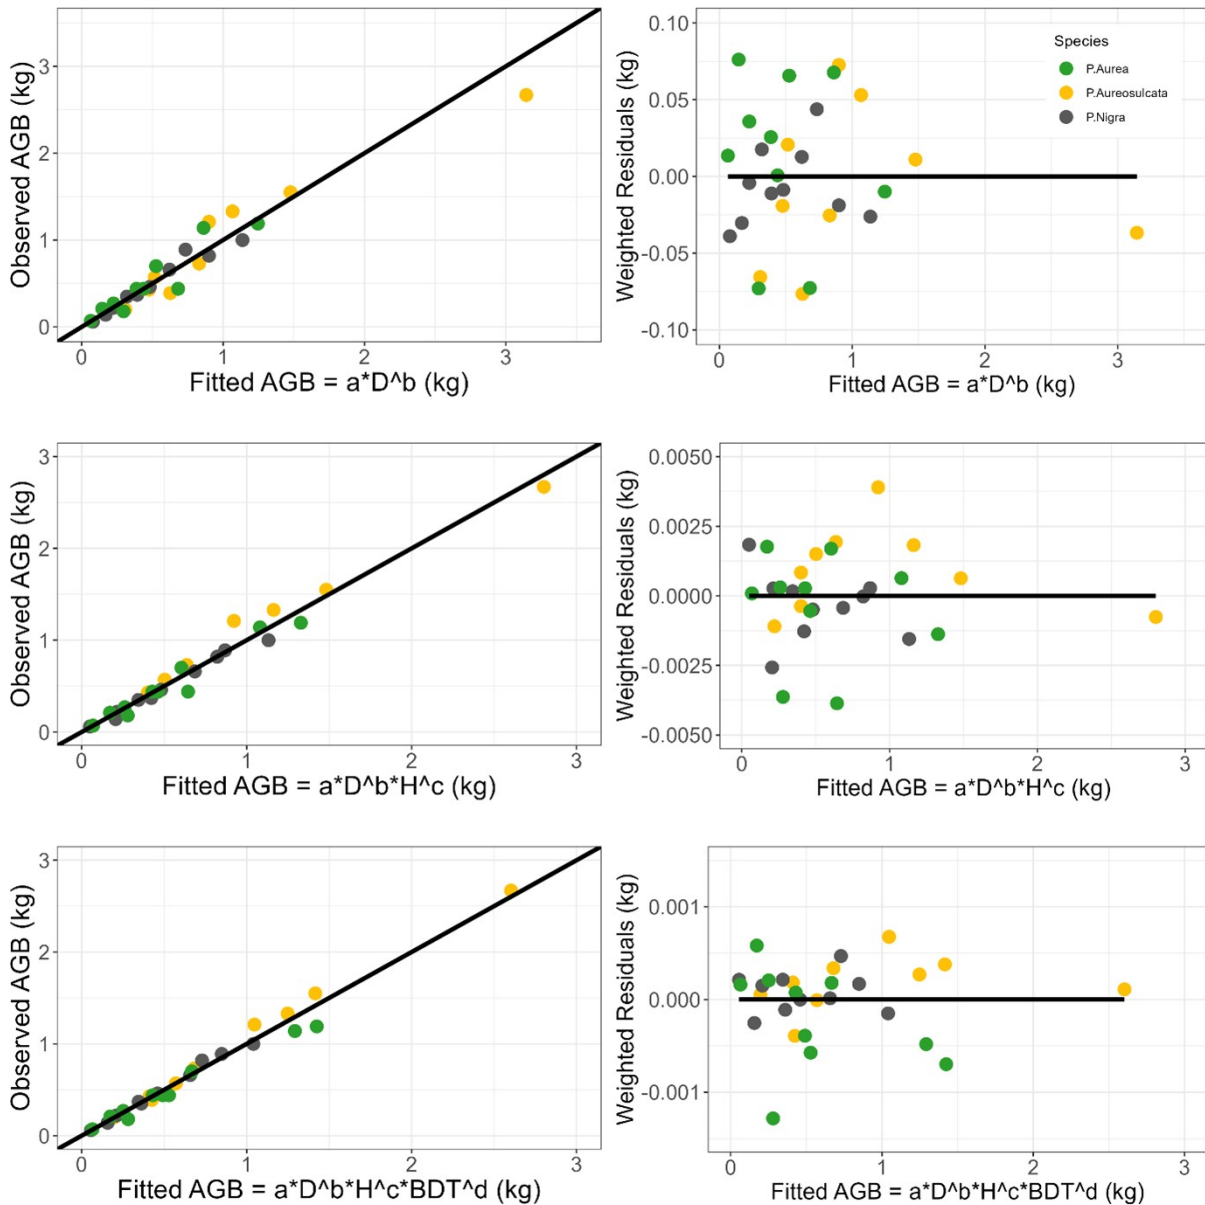 Observed AGB (kg)
3
2
1
0
0 1 2 3
Fitted AGB = a*D^b (kg)
Weighted Residuals (kg)
0.10
0.05
0.00
-0.05
-0.10
Species
P.Aurea
P.Aureosulcata
P.Nigra
0 1 2 3
Fitted AGB = a*D^b (kg)
Observed AGB (kg)
3
2
1
0
0 1 2 3
Fitted AGB = a*D^b*H^c (kg)
Weighted Residuals (kg)
0.0050
0.0025
0.0000
-0.0025
-0.0050
0 1 2 3
Fitted AGB = a*D^b*H^c (kg)
Observed AGB (kg)
3
2
1
0
0 1 2 3
Fitted AGB = a*D^b*H^c*BDT^d (kg)
Weighted Residuals (kg)
0.001
0.000
-0.001
0 1 2 3
Fitted AGB = a*D^b*H^c*BDT^d (kg)